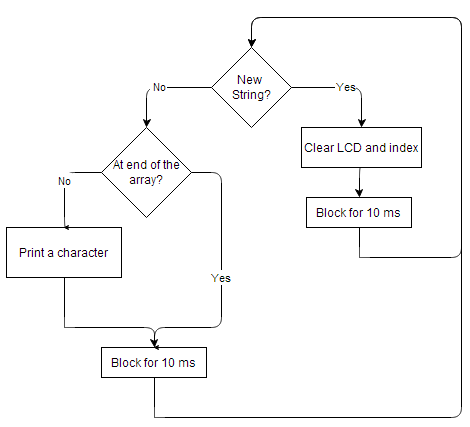 New
String?
No
Yes
Clear LCD and index
At end of the
array?
No
Block for 10 ms
Print a character
Yes
Block for 10 ms